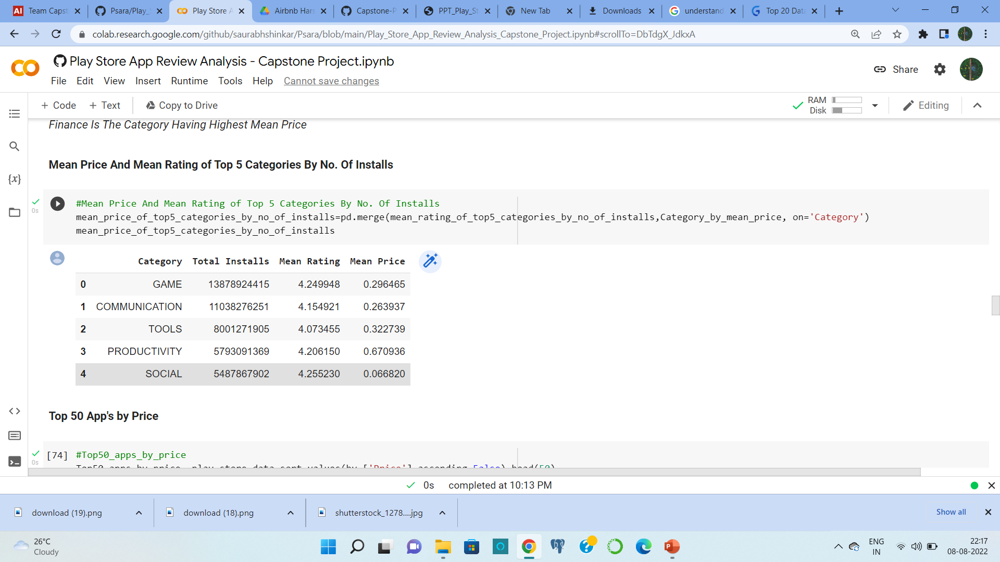 Team Capst
Psara/Play_
Play Store A
Airbnb Hars
Capstone-P
PPT_Play_St
New Tab
Downloads
understand
Top 20 Data
colab.research.google.com/github/saurabhshinkar/Psara/blob/main/Play_Store_App_Review_Analysis_Capstone_Project.ipynb#scrollTo=DbTdgX_JdkxA
Play Store App Review Analysis - Capstone Project.ipynb
File Edit View Insert Runtime Tools Help Cannot save changes
Share
+ Code + Text Copy to Drive
RAM
Disk
Editing
Finance Is The Category Having Highest Mean Price
Mean Price And Mean Rating of Top 5 Categories By No. Of Installs
0s
#Mean Price And Mean Rating of Top 5 Categories By No. Of Installs
mean_price_of_top5_categories_by_no_of_installs=pd.merge(mean_rating_of_top5_categories_by_no_of_installs,Category_by_mean_price, on='Category')
mean_price_of_top5_categories_by_no_of_installs
Category Total Installs Mean Rating Mean Price
0 GAME 13878924415 4.249948 0.296465
1 COMMUNICATION 11038276251 4.154921 0.263937
2 TOOLS 8001271905 4.073455 0.322739
3 PRODUCTIVITY 5793091369 4.206150 0.670936
4 SOCIAL 5487867902 4.255230 0.066820
Top 50 App's by Price
0s
[74] #Top50_apps_by_price
0s completed at 10:13 PM
download (19).png
download (18).png
shutterstock_1278....jpg
Show all
26°C
Cloudy
ENG
IN
22:17
08-08-2022